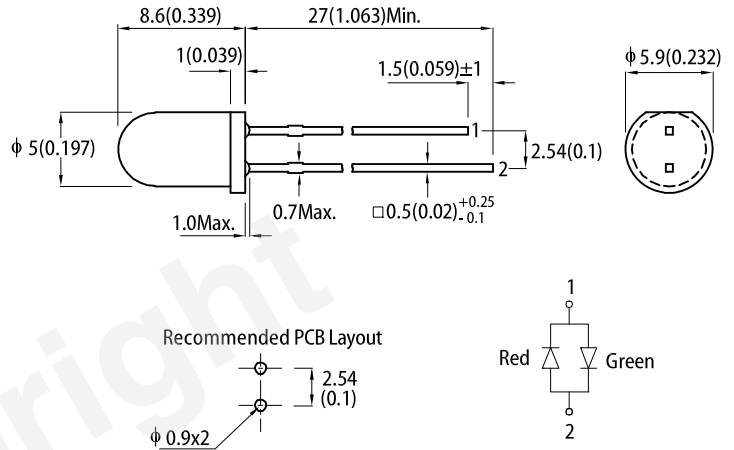 8.6(0.339)
27(1.063)Min.
1(0.039)
1.5(0.059)±1
ϕ 5.9(0.232)
ϕ 5(0.197)
1
2.54(0.1)
2
1.0Max.
0.7Max.
□0.5(0.02)+0.25
- 0.1
Recommended PCB Layout
2.54
(0.1)
ϕ 0.9x2
1
Red
Green
2
right